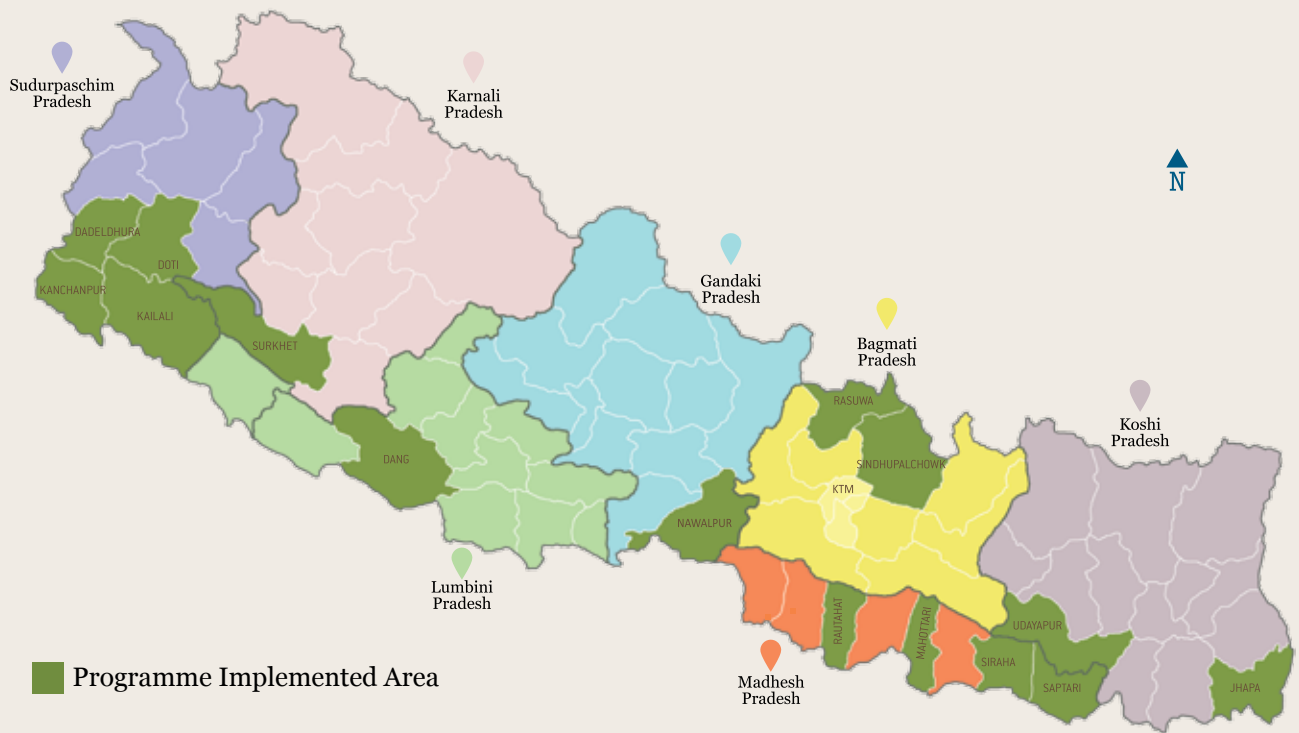 Sudurpaschim
Pradesh
Karnali
Pradesh
N
DADELDHURA
DOTI
KANCHANPUR
KAILALI
SURKHET
Gandaki
Pradesh
Bagmati
Pradesh
RASUWA
Koshi
Pradesh
DANG
SINDHUPALCHOWK
KTM
NAWALPUR
Lumbini
Pradesh
RAUTAHAT
MAHOTTARI
UDAYAPUR
SIRAHA
SAPTARI
JHAPA
Madhesh
Pradesh
Programme Implemented Area